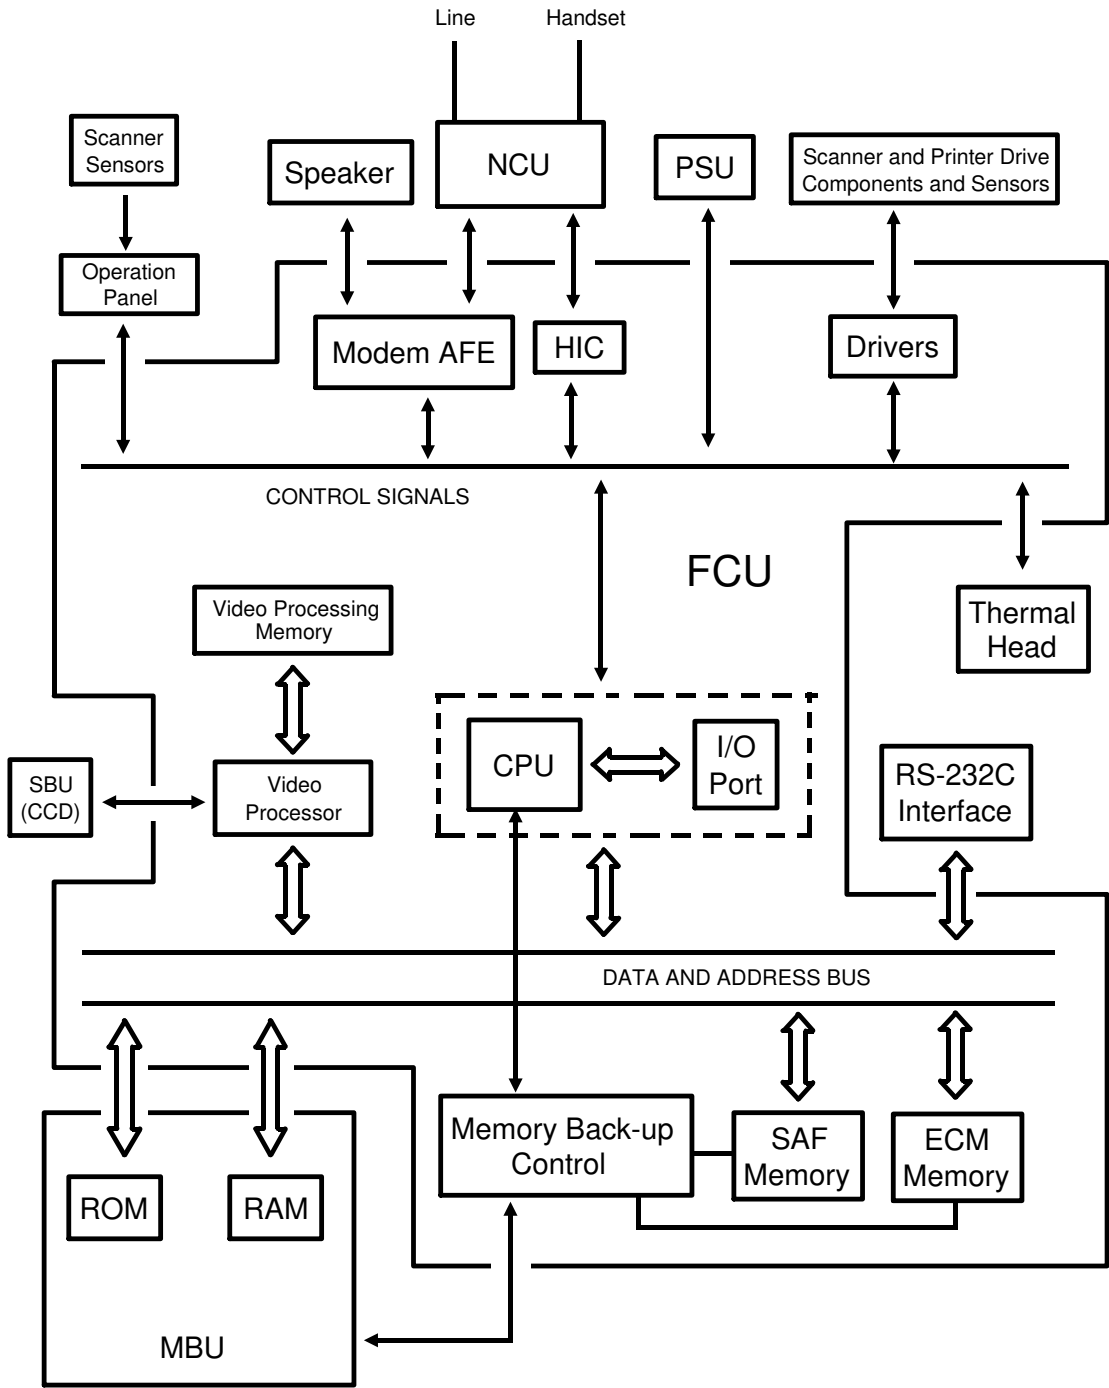 Line
Handset
Scanner
Sensors
Speaker
NCU
PSU
Scanner and Printer Drive
Components and Sensors
Operation
Panel
Modem AFE
HIC
Drivers
CONTROL SIGNALS
FCU
Video Processing
Memory
Thermal
Head
SBU
(CCD)
Video
Processor
CPU
I/O
Port
RS-232C
Interface
DATA AND ADDRESS BUS
Memory Back-up
Control
SAF
Memory
ECM
Memory
ROM
RAM
MBU